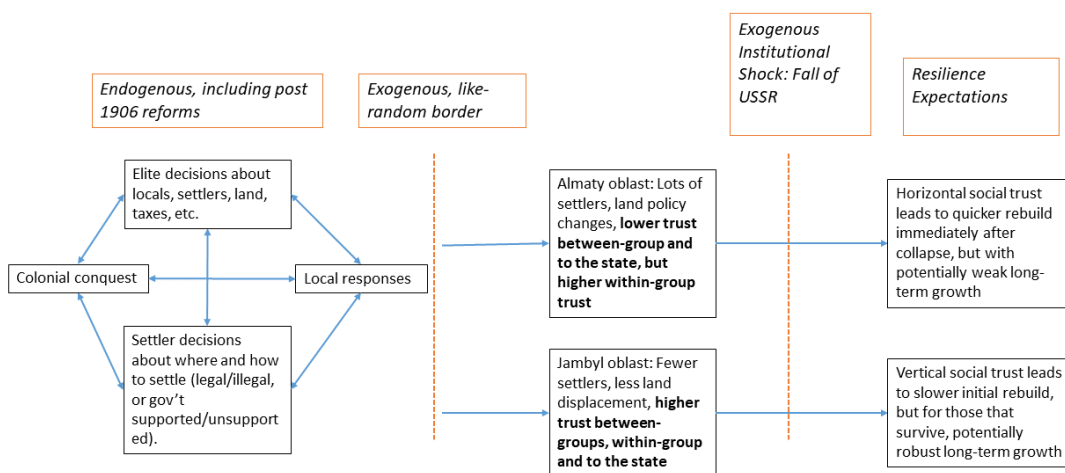 Endogenous, including post
1906 reforms
Exogenous, like-
random border
Exogenous
Institutional
Shock: Fall of
USSR
Resilience
Expectations
Elite decisions about
locals, settlers, land,
taxes, etc.
Colonial conquest
Local responses
Settler decisions
about where and how
to settle (legal/illegal,
or gov't
supported/unsupport
ed).
Almaty oblast: Lots of
settlers, land policy
changes, lower trust
between-group and
to the state, but
higher within-group
trust
Jambyl oblast: Fewer
settlers, less land
displacement, higher
trust between-
groups, within-group
and to the state
Horizontal social trust
leads to quicker rebuild
immediately after
collapse, but with
potentially weak long-
term growth
Vertical social trust leads
to slower initial rebuild,
but for those that
survive, potentially
robust long-term growth